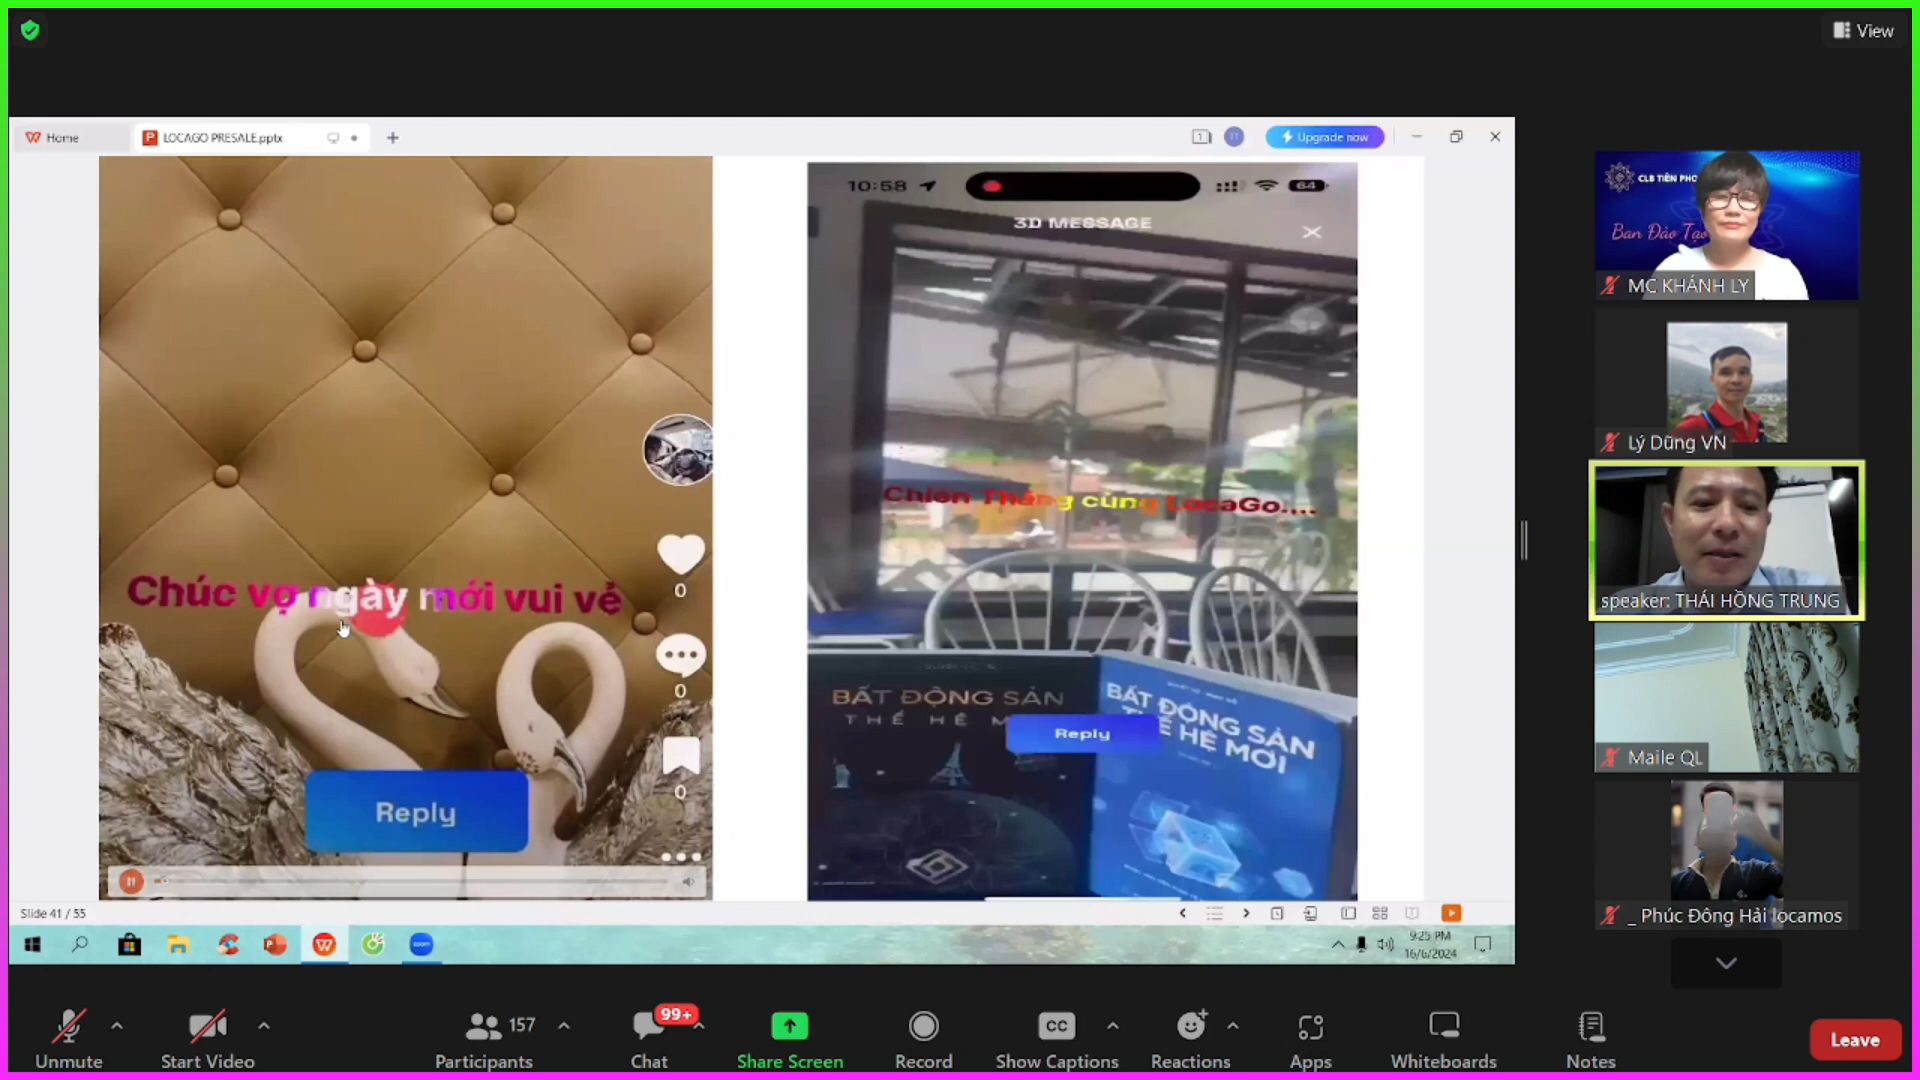 View
Home
LOCAGO PRESALE.pptx
Upgrade now
10:58
64
3D MESSAGE
Chúc vợ ngày mới vui vẻ
0
0
0
Reply
Chiến Thắng cùng LocaGo....
BẤT ĐỘNG SẢN
THẾ HỆ M
BẤT ĐỘNG SẢN
THẾ HỆ MỚI
Reply
Slide 41 / 55
9:25 PM
16/6/2024
CLB TIÊN PHO
Ban Đào Tạo
MC KHÁNH LY
Lý Dũng VN
speaker: THÁI HỒNG TRUNG
Maile QL
_ Phúc Đông Hải locamos
Unmute
Start Video
157
Participants
99+
Chat
Share Screen
Record
CC
Show Captions
Reactions
Apps
Whiteboards
Notes
Leave